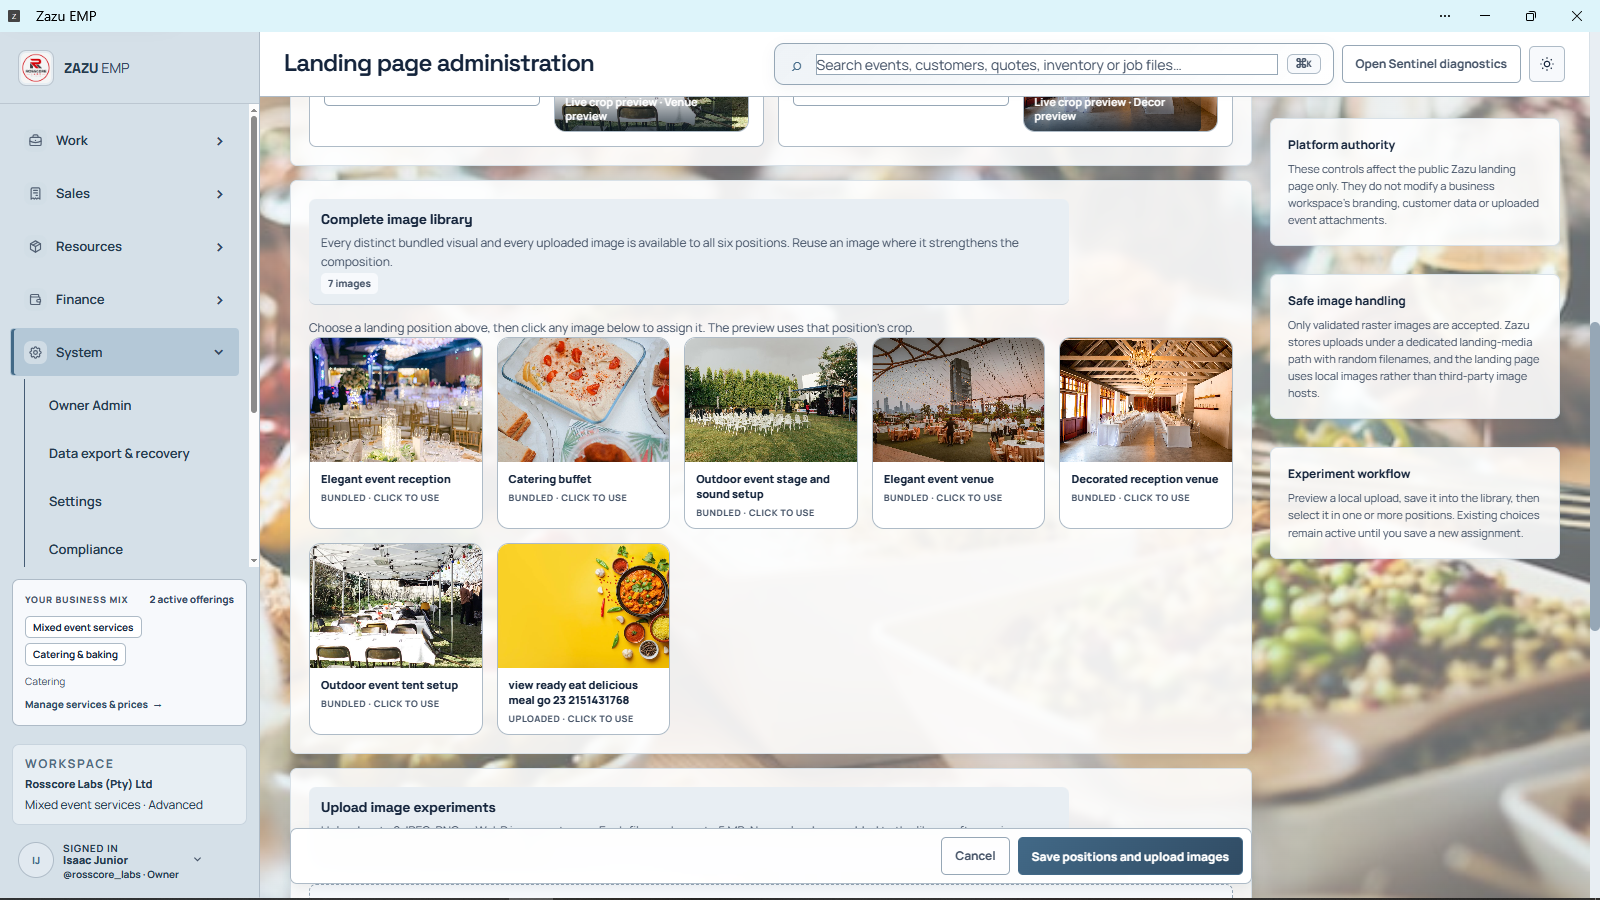 Zazu EMP
ROSSCORE
ZAZU EMP
Landing page administration
Search events, customers, quotes, inventory or job files...
⌘K
Open Sentinel diagnostics
Work
Sales
Resources
Finance
System
Owner Admin
Data export & recovery
Settings
Compliance
YOUR BUSINESS MIX
2 active offerings
Mixed event services
Catering & baking
Catering
Manage services & prices →
WORKSPACE
Rosscore Labs (Pty) Ltd
Mixed event services · Advanced
IJ
SIGNED IN
Isaac Junior
@rosscore_labs · Owner
Live crop preview · Venue
preview
Live crop preview · Decor
preview
Complete image library
Every distinct bundled visual and every uploaded image is available to all six positions. Reuse an image where it strengthens the
composition.
7 images
Choose a landing position above, then click any image below to assign it. The preview uses that position's crop.
Elegant event reception
BUNDLED · CLICK TO USE
Catering buffet
BUNDLED · CLICK TO USE
Outdoor event stage and
sound setup
BUNDLED · CLICK TO USE
Elegant event venue
BUNDLED · CLICK TO USE
Decorated reception venue
BUNDLED · CLICK TO USE
Outdoor event tent setup
BUNDLED · CLICK TO USE
view ready eat delicious
meal go 23 2151431768
UPLOADED · CLICK TO USE
Upload image experiments
Cancel
Save positions and upload images
Platform authority
These controls affect the public Zazu landing
page only. They do not modify a business
workspace's branding, customer data or uploaded
event attachments.
Safe image handling
Only validated raster images are accepted. Zazu
stores uploads under a dedicated landing-media
path with random filenames, and the landing page
uses local images rather than third-party image
hosts.
Experiment workflow
Preview a local upload, save it into the library, then
select it in one or more positions. Existing choices
remain active until you save a new assignment.